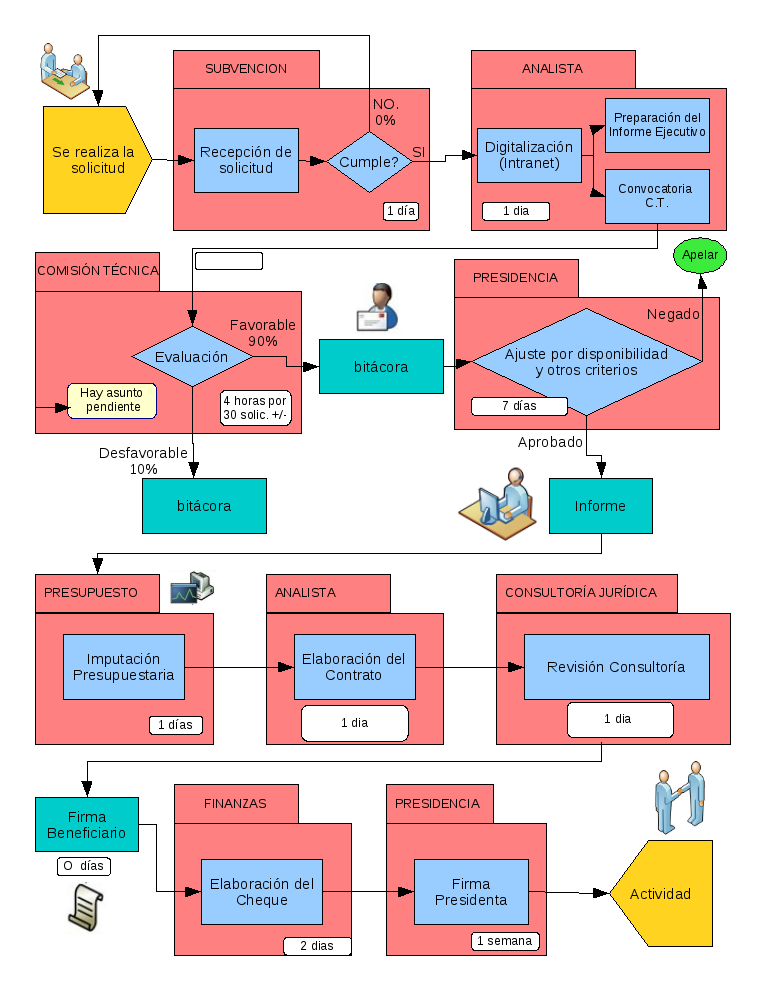 SUBVENCION
ANALISTA
NO.
0%
Se realiza la
solicitud
Recepción de
solicitud
Cumple?
SI
Digitalización
(Intranet)
Preparación del
Informe Ejecutivo
Convocatoria
C.T.
1 día
1 dia
COMISIÓN TÉCNICA
PRESIDENCIA
Apelar
Favorable
90%
Evaluación
bitácora
Negado
Ajuste por disponibilidad
y otros criterios
Hay asunto
pendiente
4 horas por
30 solic. +/-
7 días
Desfavorable
10%
Aprobado
bitácora
Informe
PRESUPUESTO
ANALISTA
CONSULTORÍA JURÍDICA
Imputación
Presupuestaria
Elaboración del
Contrato
Revisión Consultoría
1 días
1 dia
1 dia
FINANZAS
PRESIDENCIA
Firma
Beneficiario
O días
Elaboración del
Cheque
Firma
Presidenta
Actividad
2 dias
1 semana